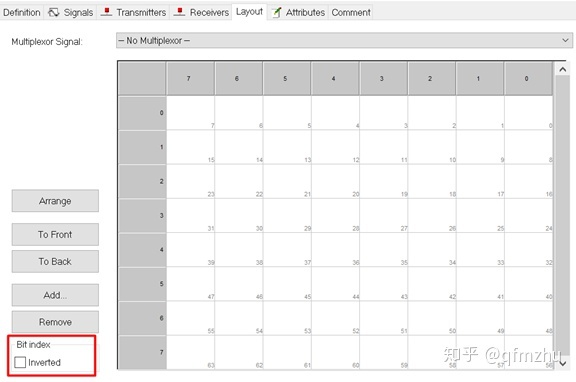 Definition Signals Transmitters Receivers Layout Attributes Comment
Multiplexor Signal: -- No Multiplexor --
7 6 5 4 3 2 1 0
0 7 6 5 4 3 2 1 0
1 15 14 13 12 11 10 9 8
2 23 22 21 20 19 18 17 16
3 31 30 29 28 27 26 25 24
4 39 38 37 36 35 34 33 32
5 47 46 45 44 43 42 41 40
6 55 54 53 52 51 50 49 48
7 63 62 61 60 59 58 57 56
Arrange
To Front
To Back
Add...
Remove
Bit index
Inverted
知乎 @qfmzhu